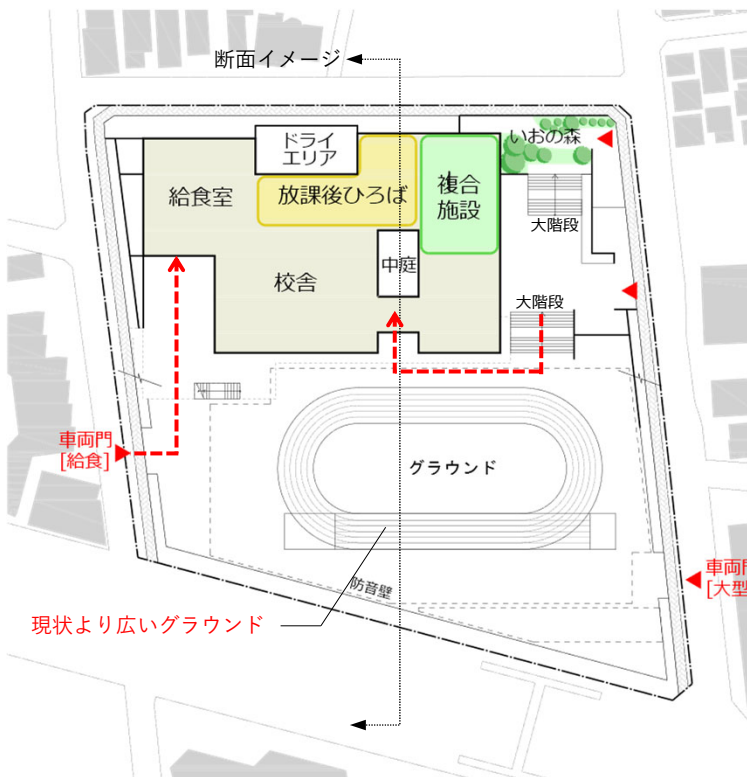 断面イメージ
ドライ
エリア
いおの森
給食室
放課後ひろば
複合
施設
大階段
中庭
校舎
大階段
車両門
[給食]
グラウンド
車両門
[大型
防音壁
現状より広いグラウンド